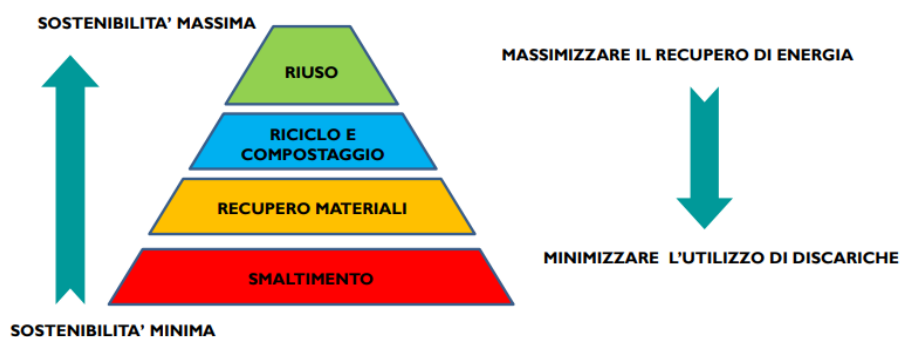 SOSTENIBILITA' MASSIMA
RIUSO
MASSIMIZZARE IL RECUPERO DI ENERGIA
RICICLO E
COMPOSTAGGIO
RECUPERO MATERIALI
MINIMIZZARE L'UTILIZZO DI DISCARICHE
SMALTIMENTO
SOSTENIBILITA' MINIMA